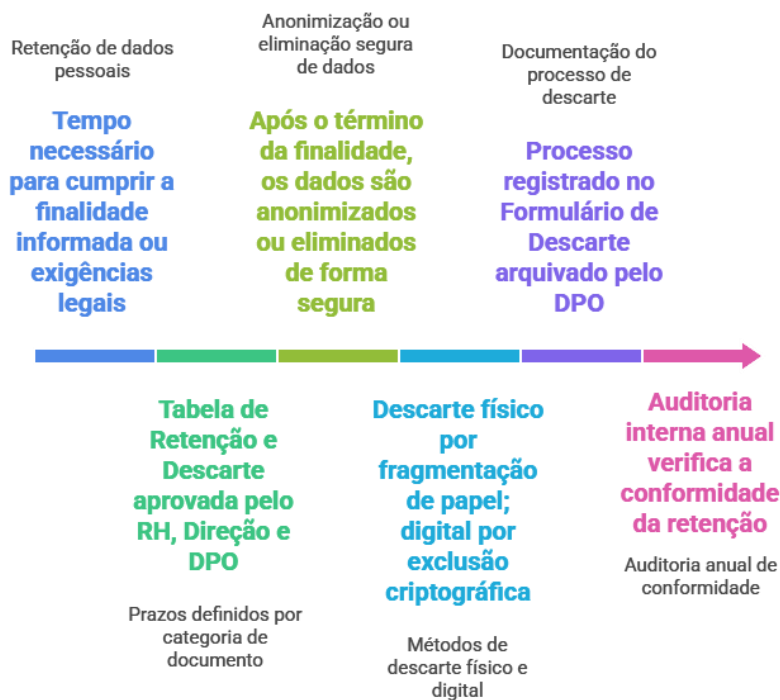 Retenção de dados
pessoais
Tempo
necessário
para cumprir a
finalidade
informada ou
exigências
legais
Anonimização ou
eliminação segura
de dados
Após o término
da finalidade,
os dados são
anonimizados
ou eliminados
de forma
segura
Documentação do
processo de
descarte
Processo
registrado no
Formulário de
Descarte
arquivado pelo
DPO
Tabela de
Retenção e
Descarte
aprovada pelo
RH, Direção e
DPO
Prazos definidos por
categoria de
documento
Descarte físico
por
fragmentação
de papel;
digital por
exclusão
criptográfica
Métodos de
descarte físico e
digital
Auditoria
interna anual
verifica a
conformidade
da retenção
Auditoria anual de
conformidade